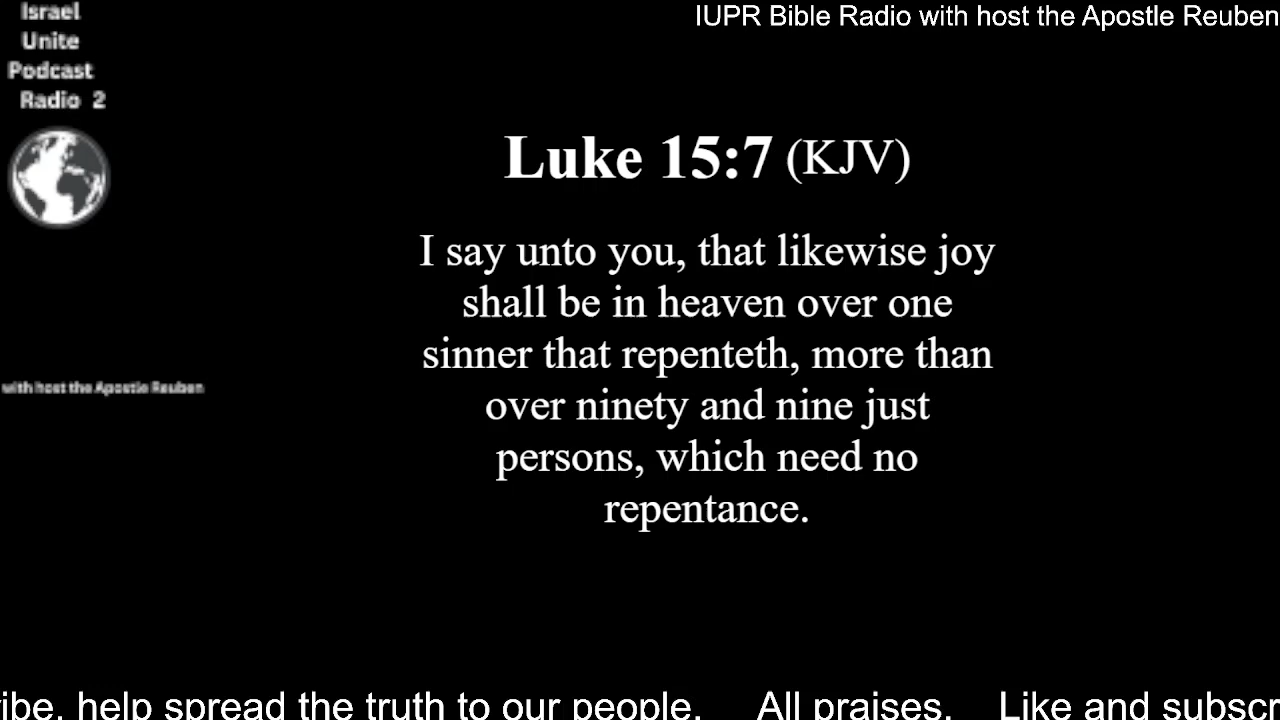 Israel
Unite
Podcast
Radio 2
IUPR Bible Radio with host the Apostle Reuben
Luke 15:7 (KJV)
I say unto you, that likewise joy
shall be in heaven over one
sinner that repenteth, more than
over ninety and nine just
persons, which need no
repentance.
with host the Apostle Reuben
ibe, help spread the truth to our people. All praises. Like and subscr